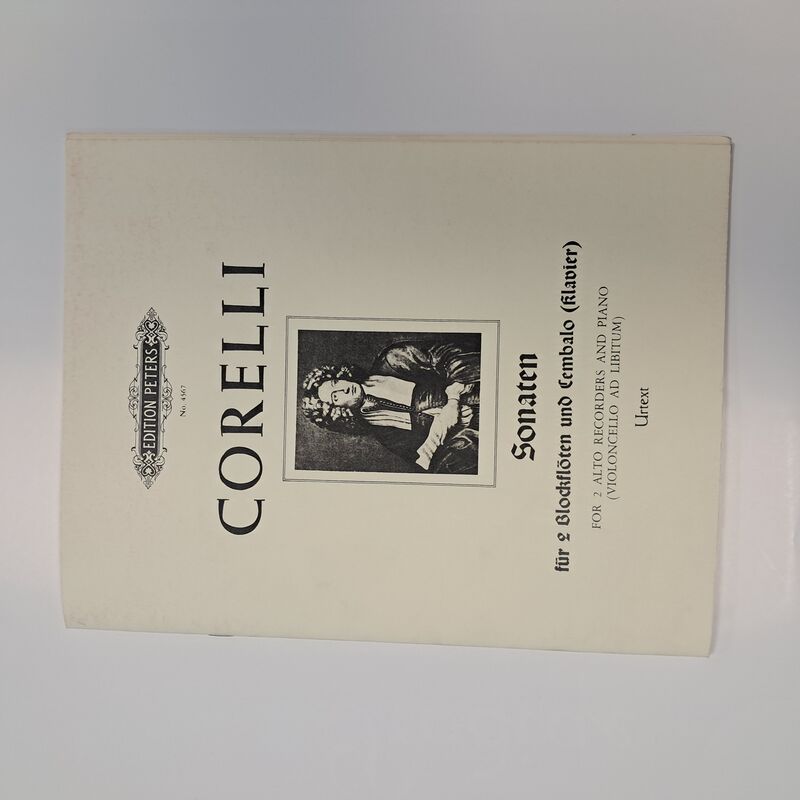 EDITION PETERS
No. 4567
CORELLI
Sonaten
für 2 Blockflöten und Cembalo (Klavier)
FOR 2 ALTO RECORDERS AND PIANO
(VIOLONCELLO AD LIBITUM)
Urtext